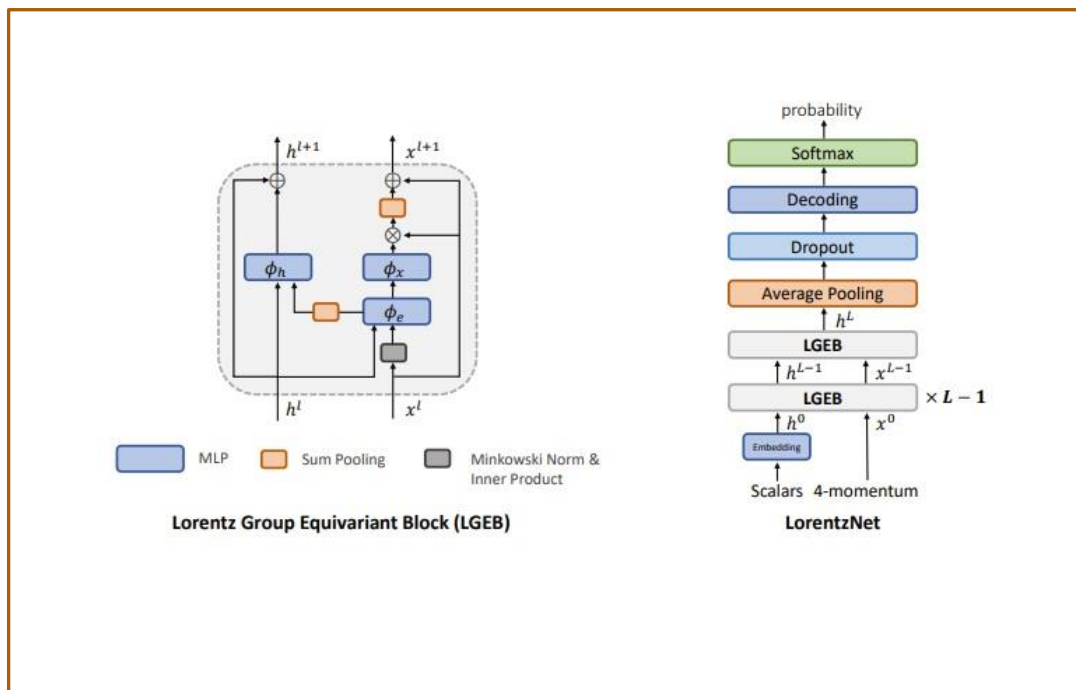 h^{l+1}
x^{l+1}
ϕ_h
ϕ_x
ϕ_e
h^l
x^l
MLP
Sum Pooling
Minkowski Norm &
Inner Product
Lorentz Group Equivariant Block (LGEB)
probability
Softmax
Decoding
Dropout
Average Pooling
h^L
LGEB
h^{L−1}
x^{L−1}
LGEB
× L − 1
h^0
x^0
Embedding
Scalars
4-momentum
LorentzNet